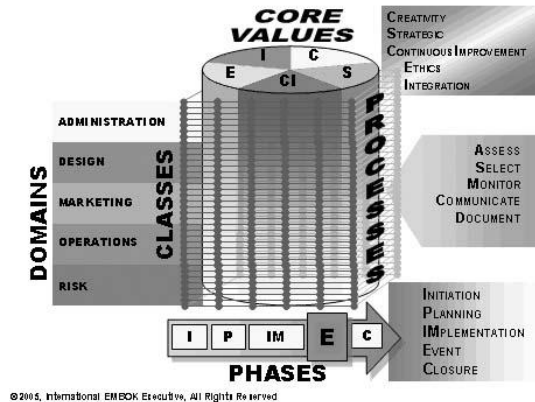 CORE
VALUES
I C
E CI S
CREATIVITY
STRATEGIC
CONTINUOUS IMPROVEMENT
ETHICS
INTEGRATION
DOMAINS
ADMINISTRATION
DESIGN
MARKETING
OPERATIONS
RISK
CLASSES
PROCESSES
ASSESS
SELECT
MONITOR
COMMUNICATE
DOCUMENT
I P IM E C
PHASES
INITIATION
PLANNING
IMPLEMENTATION
EVENT
CLOSURE
©2005, International EMBOK Executive, All Rights Reserved